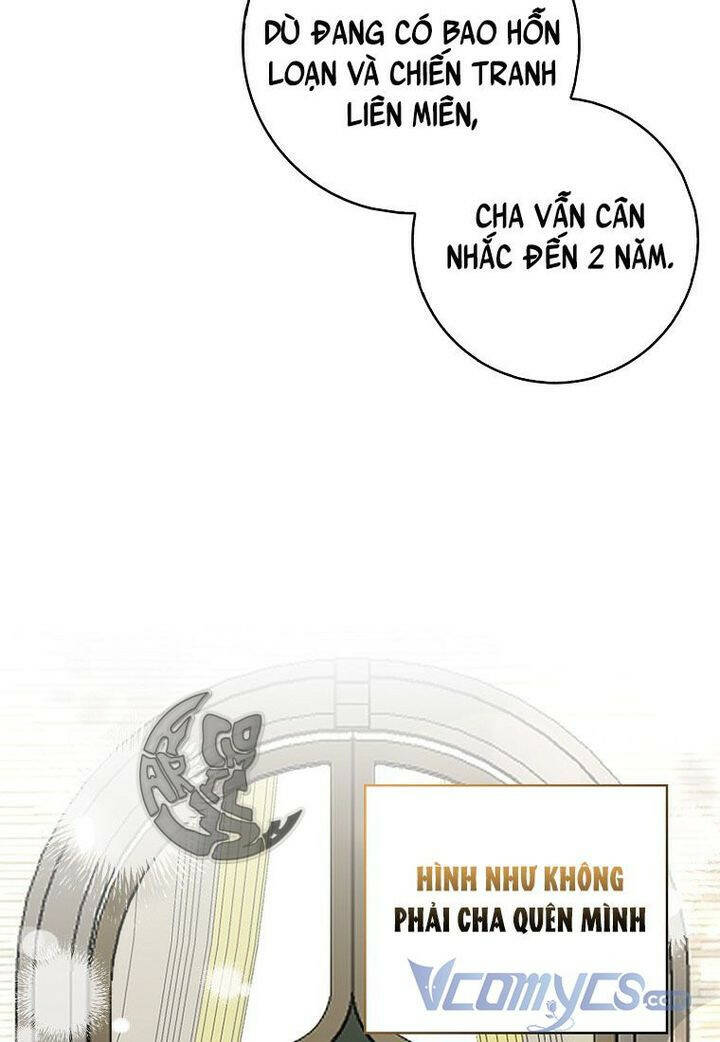 DÙ ĐANG CÓ BAO HỖN
LOẠN VÀ CHIẾN TRANH
LIÊN MIÊN,
CHA VẪN CÂN
NHẮC ĐẾN 2 NĂM.
HÌNH NHƯ KHÔNG
PHẢI CHA QUÊN MÌNH
VCOMYCS.COM